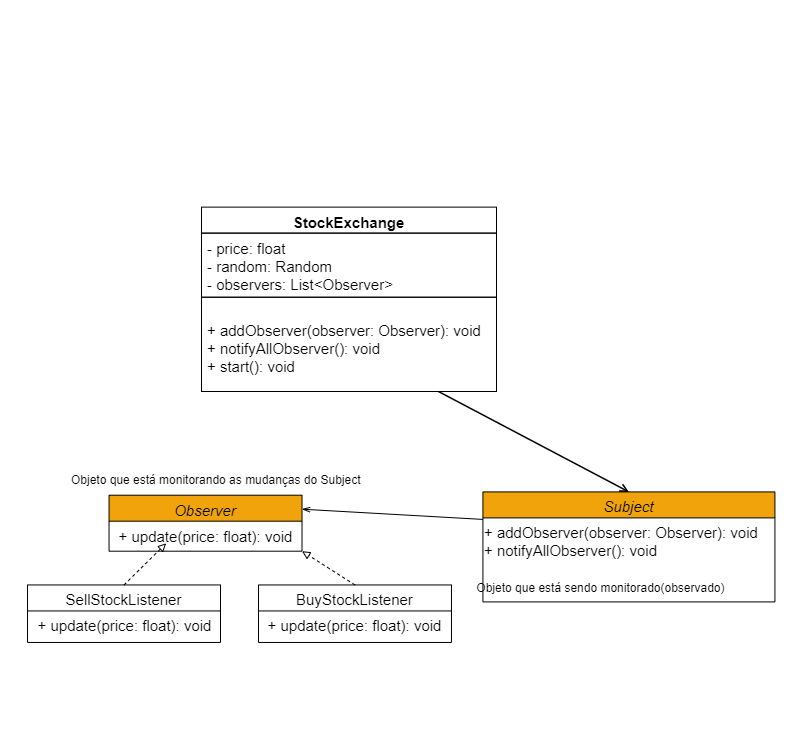 StockExchange
- price: float
- random: Random
- observers: List<Observer>
+ addObserver(observer: Observer): void
+ notifyAllObserver(): void
+ start(): void
Objeto que está monitorando as mudanças do Subject
Observer
+ update(price: float): void
Subject
+ addObserver(observer: Observer): void
+ notifyAllObserver(): void
Objeto que está sendo monitorado(observado)
SellStockListener
+ update(price: float): void
BuyStockListener
+ update(price: float): void